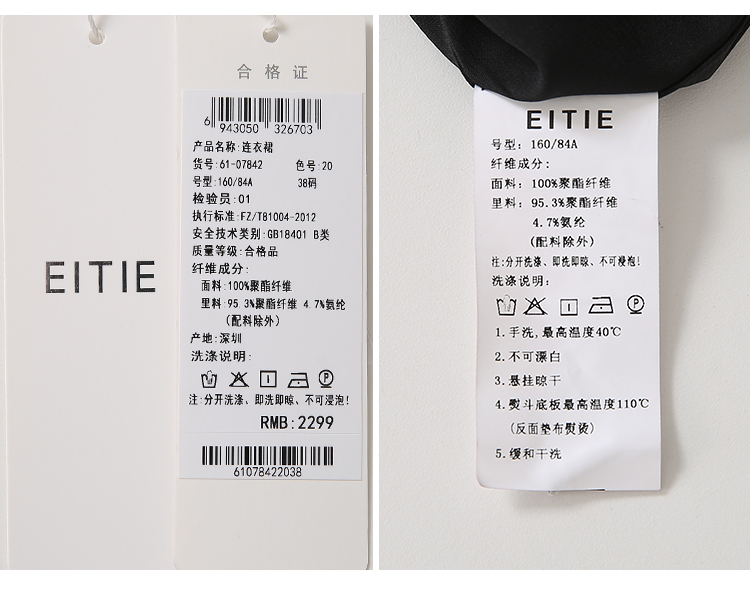 EITIE
合格证
6 943050 326703
产品名称:连衣裙
货号:61-07842 色号:20
号型:160/84A 38码
检验员:01
执行标准:FZ/T81004-2012
安全技术类别:GB18401 B类
质量等级:合格品
纤维成分:
面料:100%聚酯纤维
里料:95.3%聚酯纤维 4.7%氨纶
(配料除外)
产地:深圳
洗涤说明:
P
注:分开洗涤、即洗即晾、不可浸泡!
RMB:2299
61078422038
EITIE
号型: 160/84A
纤维成分:
面料: 100%聚酯纤维
里料: 95.3%聚酯纤维
4.7%氨纶
(配料除外)
注:分开洗涤、即洗即晾、不可浸泡!
洗涤说明:
P
1.手洗,最高温度40℃
2.不可漂白
3.悬挂晾干
4.熨斗底板最高温度110℃
(反面垫布熨烫)
5.缓和干洗